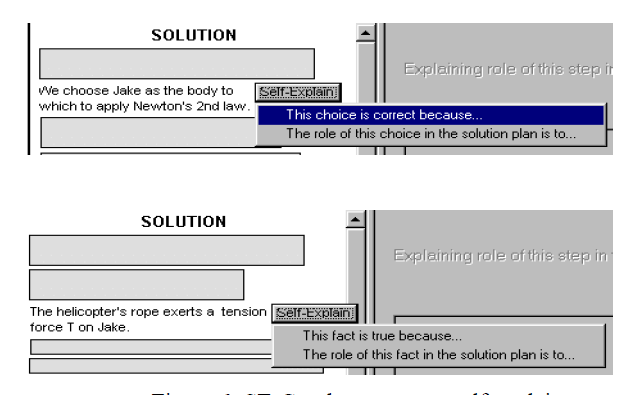 SOLUTION
Explaining role of this step in
We choose Jake as the body to
which to apply Newton's 2nd law.
Self-Explain
This choice is correct because...
The role of this choice in the solution plan is to...
SOLUTION
Explaining role of this step in
The helicopter's rope exerts a tension
force T on Jake.
Self-Explain
This fact is true because...
The role of this fact in the solution plan is to...